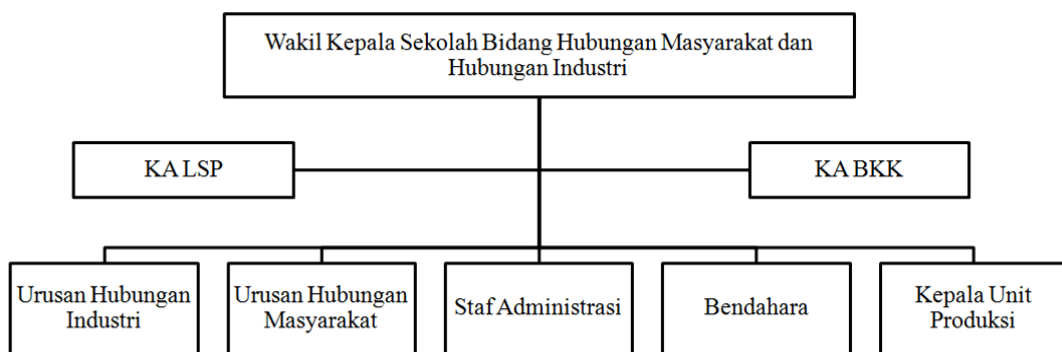 Wakil Kepala Sekolah Bidang Hubungan Masyarakat dan
Hubungan Industri
KA LSP
KA BKK
Urusan Hubungan
Industri
Urusan Hubungan
Masyarakat
Staf Administrasi
Bendahara
Kepala Unit
Produksi